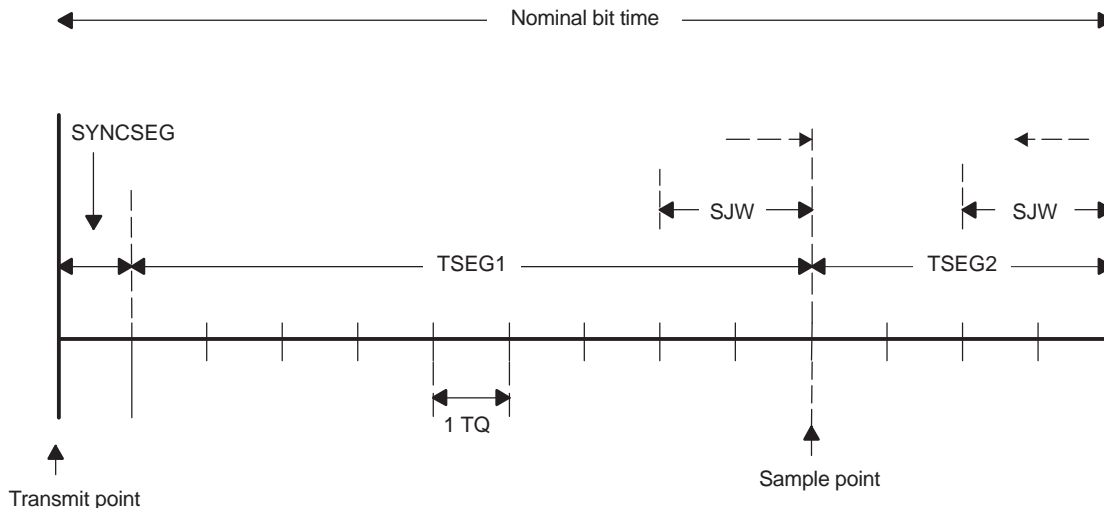 Nominal bit time
SYNCSEG
SJW
SJW
TSEG1
TSEG2
1 TQ
Sample point
Transmit point